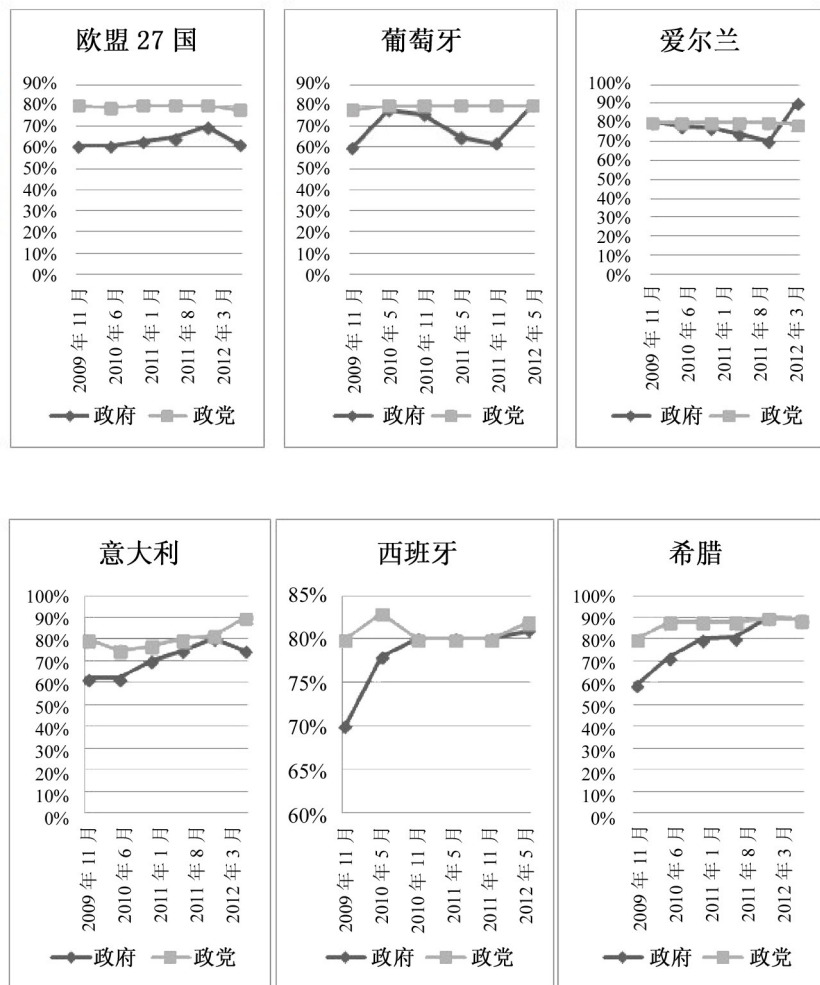 欧盟 27 国
90%
80%
70%
60%
50%
40%
30%
20%
10%
0%
2009 年 11 月
2010 年 6 月
2011 年 1 月
2011 年 8 月
2012 年 3 月
政府 政党
葡萄牙
90%
80%
70%
60%
50%
40%
30%
20%
10%
0%
2009 年 11 月
2010 年 5 月
2010 年 11 月
2011 年 5 月
2011 年 11 月
2012 年 5 月
政府 政党
爱尔兰
100%
90%
80%
70%
60%
50%
40%
30%
20%
10%
0%
2009 年 11 月
2010 年 6 月
2011 年 1 月
2011 年 8 月
2012 年 3 月
政府 政党
意大利
100%
90%
80%
70%
60%
50%
40%
30%
20%
10%
0%
2009 年 11 月
2010 年 6 月
2011 年 1 月
2011 年 8 月
2012 年 3 月
政府 政党
西班牙
85%
80%
75%
70%
65%
60%
2009 年 11 月
2010 年 5 月
2010 年 11 月
2011 年 5 月
2011 年 11 月
2012 年 5 月
政府 政党
希腊
100%
90%
80%
70%
60%
50%
40%
30%
20%
10%
0%
2009 年 11 月
2010 年 6 月
2011 年 1 月
2011 年 8 月
2012 年 3 月
政府 政党